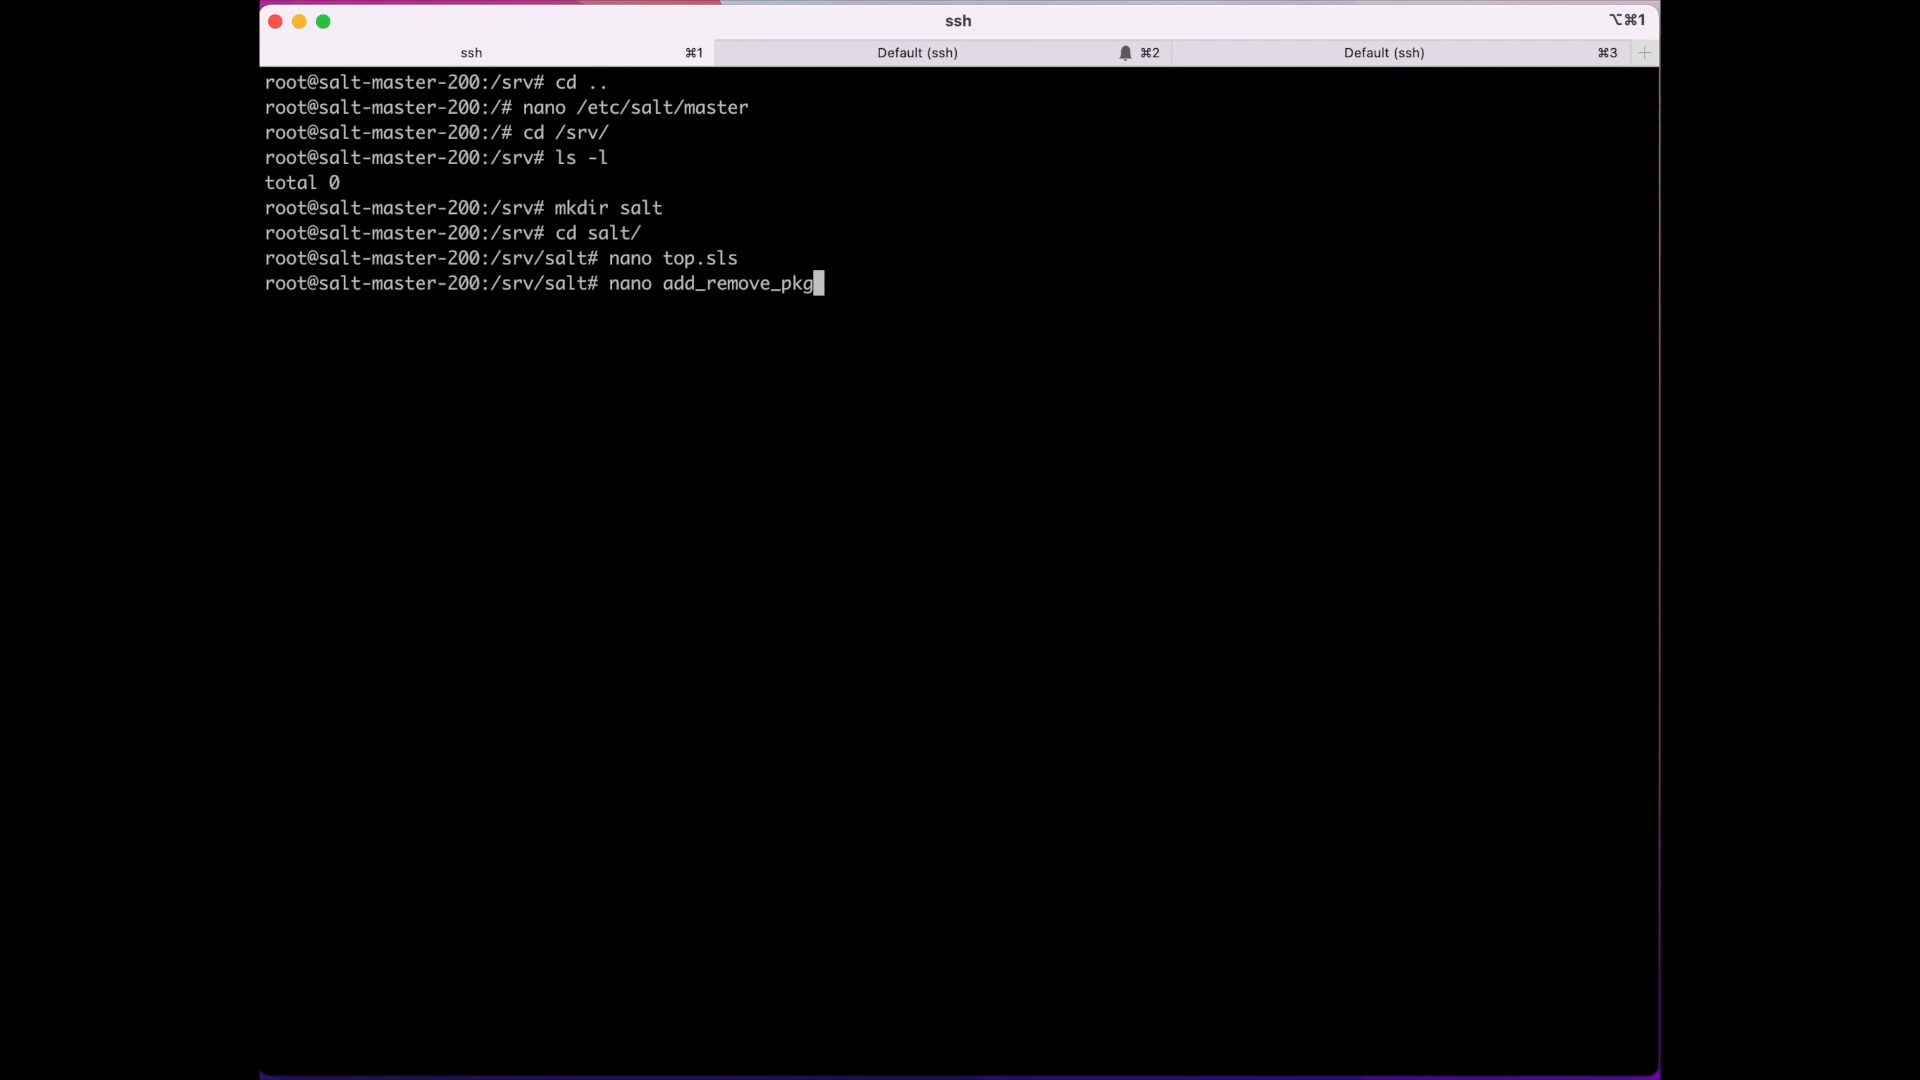 ssh
⌥⌘1
ssh ⌘1 Default (ssh) ⌘2 Default (ssh) ⌘3 +
root@salt-master-200:/srv# cd ..
root@salt-master-200:/# nano /etc/salt/master
root@salt-master-200:/# cd /srv/
root@salt-master-200:/srv# ls -l
total 0
root@salt-master-200:/srv# mkdir salt
root@salt-master-200:/srv# cd salt/
root@salt-master-200:/srv/salt# nano top.sls
root@salt-master-200:/srv/salt# nano add_remove_pkg